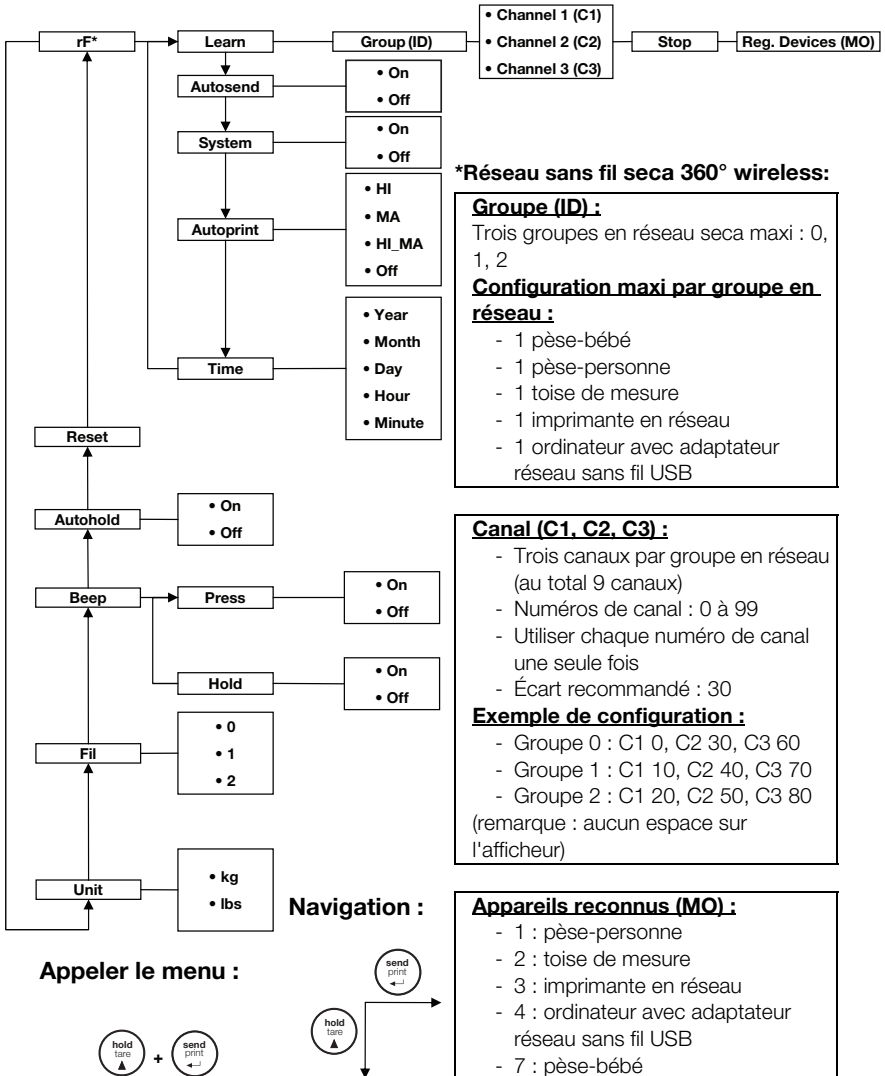 rF*
Learn
Group (ID)
• Channel 1 (C1)
• Channel 2 (C2)
• Channel 3 (C3)
Stop
Reg. Devices (MO)
Autosend
• On
• Off
System
• On
• Off
Autoprint
• HI
• MA
• HI_MA
• Off
Time
• Year
• Month
• Day
• Hour
• Minute
Reset
Autohold
• On
• Off
Beep
Press
• On
• Off
Hold
• On
• Off
Fil
• 0
• 1
• 2
Unit
• kg
• lbs
*Réseau sans fil seca 360° wireless:
Groupe (ID) :
Trois groupes en réseau seca maxi : 0,
1, 2
Configuration maxi par groupe en
réseau :
- 1 pèse-bébé
- 1 pèse-personne
- 1 toise de mesure
- 1 imprimante en réseau
- 1 ordinateur avec adaptateur
réseau sans fil USB
Canal (C1, C2, C3) :
- Trois canaux par groupe en réseau
(au total 9 canaux)
- Numéros de canal : 0 à 99
- Utiliser chaque numéro de canal
une seule fois
- Écart recommandé : 30
Exemple de configuration :
- Groupe 0 : C1 0, C2 30, C3 60
- Groupe 1 : C1 10, C2 40, C3 70
- Groupe 2 : C1 20, C2 50, C3 80
(remarque : aucun espace sur
l'afficheur)
Appareils reconnus (MO) :
- 1 : pèse-personne
- 2 : toise de mesure
- 3 : imprimante en réseau
- 4 : ordinateur avec adaptateur
réseau sans fil USB
- 7 : pèse-bébé
Navigation :
send
print
hold
tare
Appeler le menu :
hold
tare
+
send
print